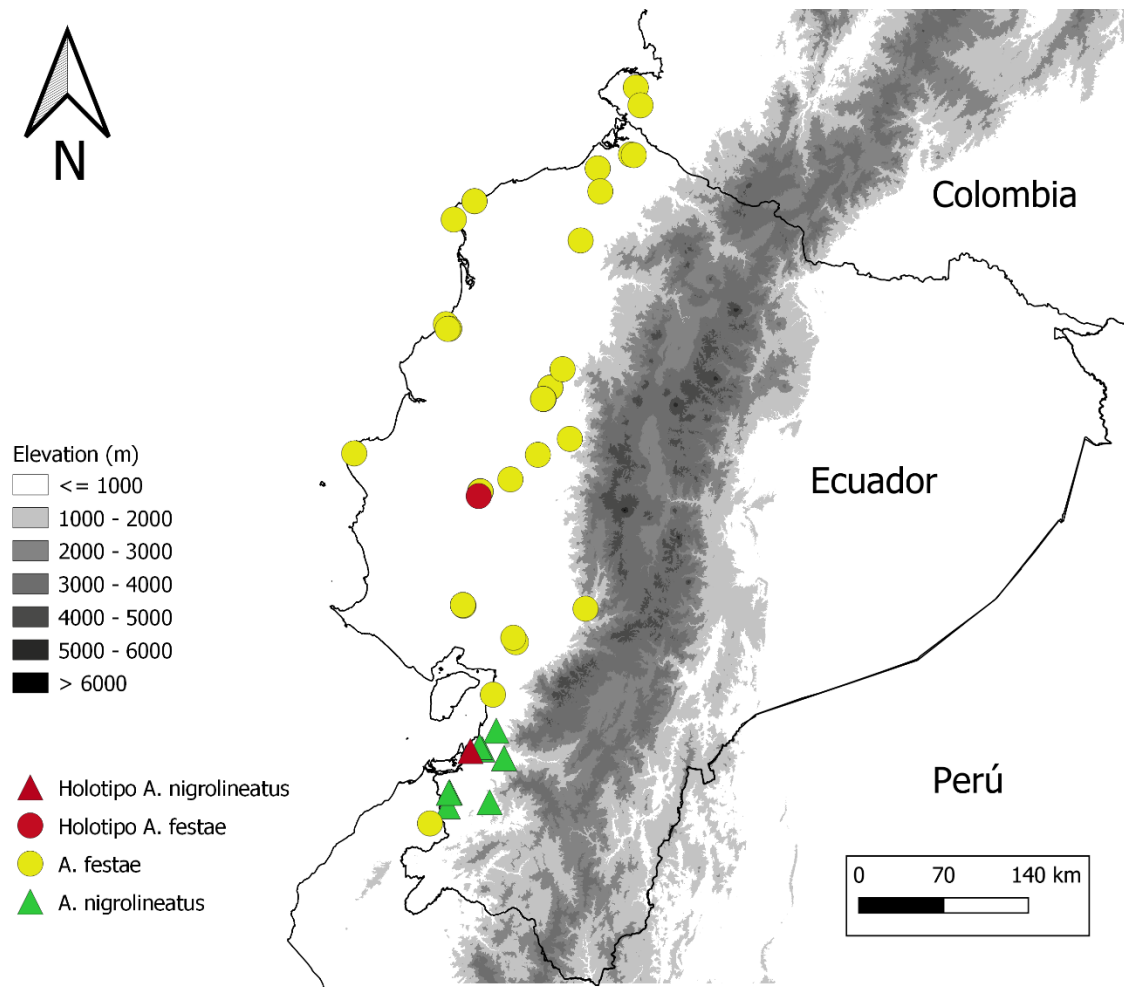 N
Colombia
Ecuador
Perú
Elevation (m)
<= 1000
1000 - 2000
2000 - 3000
3000 - 4000
4000 - 5000
5000 - 6000
> 6000
Holotipo A. nigrolineatus
Holotipo A. festae
A. festae
A. nigrolineatus
0 70 140 km